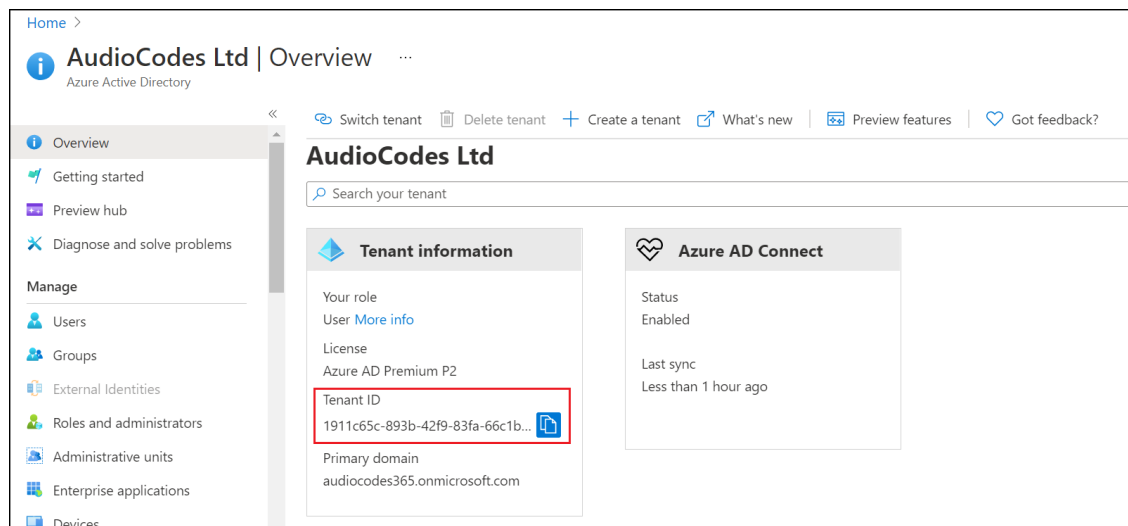 Home >
AudioCodes Ltd | Overview ...
Azure Active Directory
«
Overview
Getting started
Preview hub
Diagnose and solve problems
Manage
Users
Groups
External Identities
Roles and administrators
Administrative units
Enterprise applications
Devices
Switch tenant Delete tenant Create a tenant What's new Preview features Got feedback?
AudioCodes Ltd
Search your tenant
Tenant information
Your role
User More info
License
Azure AD Premium P2
Tenant ID
1911c65c-893b-42f9-83fa-66c1b...
Primary domain
audiocodes365.onmicrosoft.com
Azure AD Connect
Status
Enabled
Last sync
Less than 1 hour ago